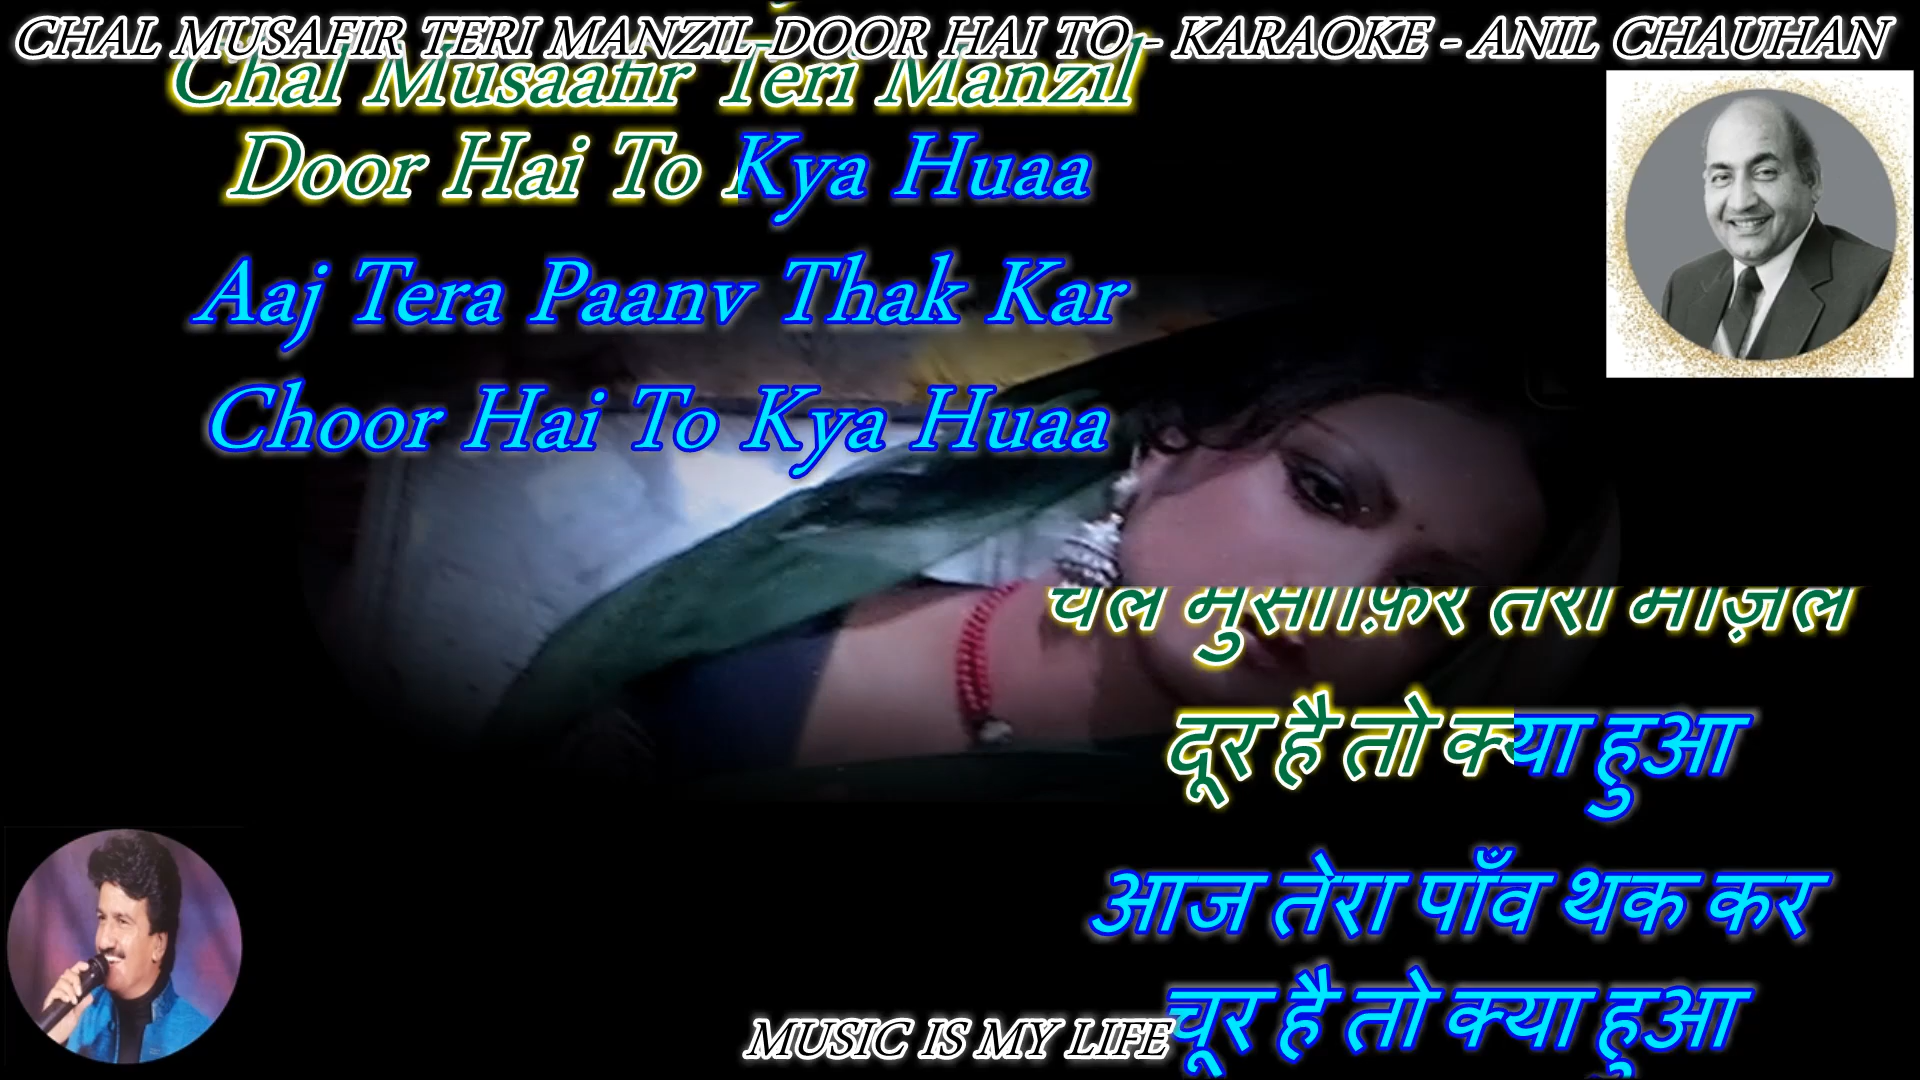 CHAL MUSAFIR TERI MANZIL DOOR HAI TO - KARAOKE - ANIL CHAUHAN
Chal Musaafir Teri Manzil
Door Hai To Kya Huaa
Aaj Tera Paanv Thak Kar
Choor Hai To Kya Huaa
चल मुसाफ़िर तेरी मंज़िल
दूर है तो क्या हुआ
आज तेरा पाँव थक कर
चूर है तो क्या हुआ
MUSIC IS MY LIFE